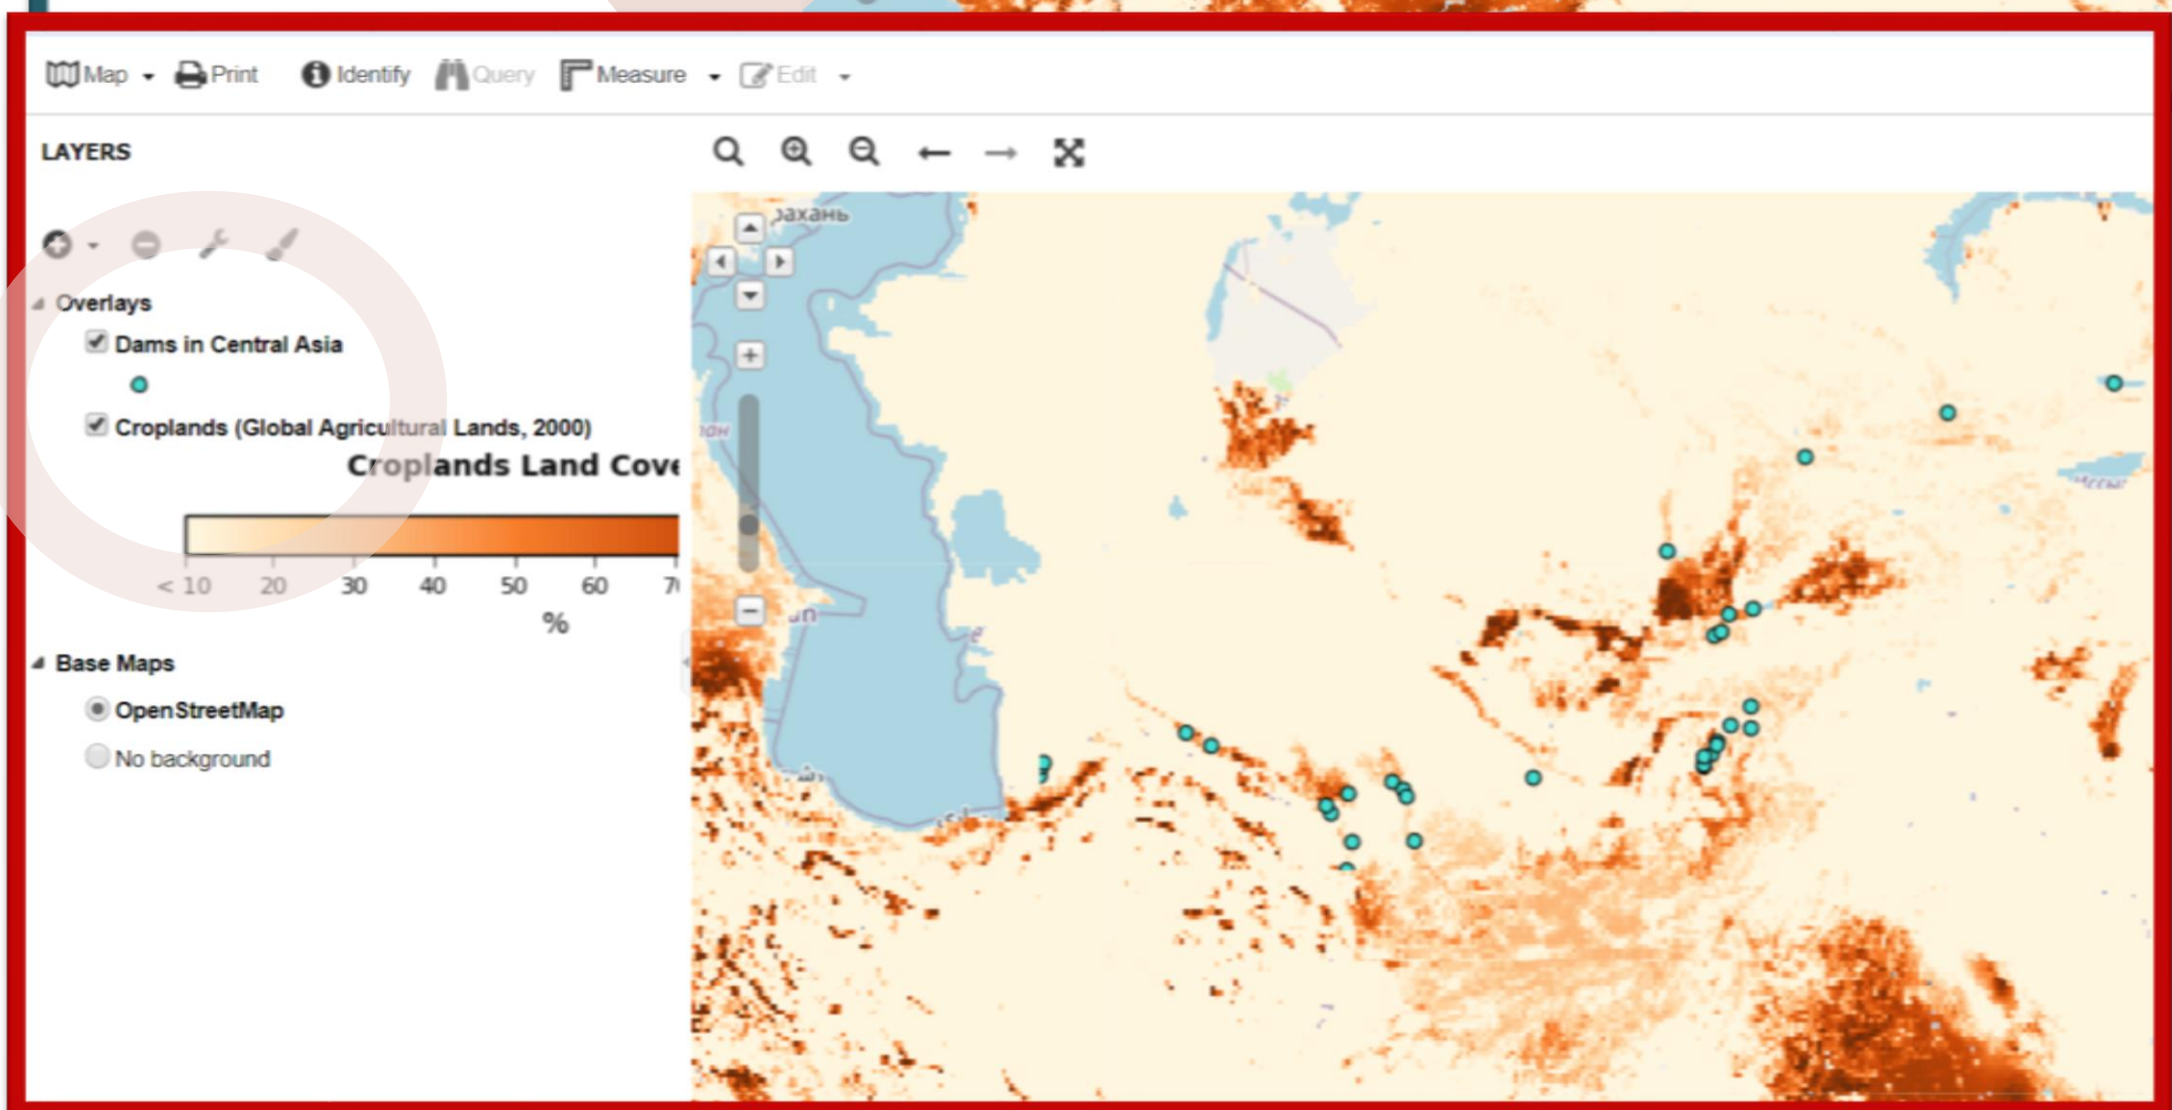 Map Print Identify Query Measure Edit
LAYERS
Overlays
Dams in Central Asia
Croplands (Global Agricultural Lands, 2000)
Croplands Land Cove
< 10 20 30 40 50 60
%
Base Maps
OpenStreetMap
No background
рахань